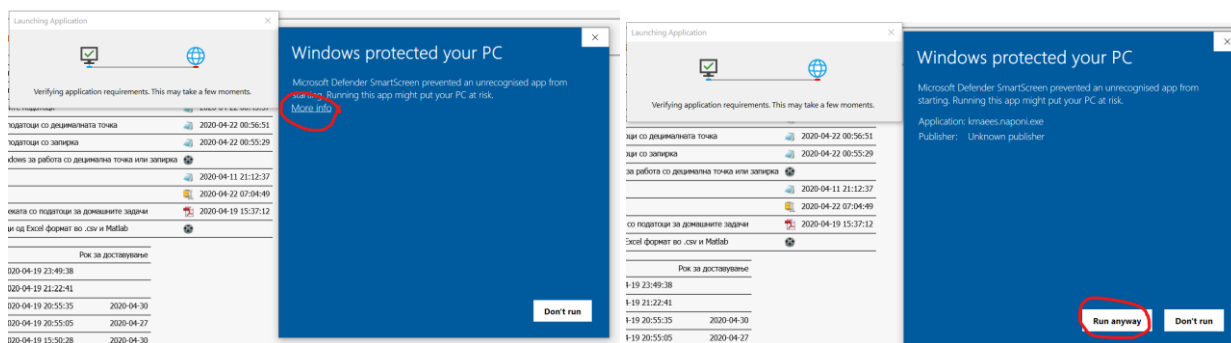 Launching Application
Verifying application requirements. This may take a few moments.
Windows protected your PC
Microsoft Defender SmartScreen prevented an unrecognised app from
starting. Running this app might put your PC at risk.
More info
Don't run
податоци со децималната точка 2020-04-22 00:56:51
податоци со запирка 2020-04-22 00:55:29
за работа со децимална точка или запирка
2020-04-11 21:12:37
2020-04-22 07:04:49
со податоци за домашните задачи 2020-04-19 15:37:12
од Excel формат во .csv и Matlab
Рок за доставување
020-04-19 23:49:38
020-04-19 21:22:41
020-04-19 20:55:35 2020-04-30
020-04-19 20:55:05 2020-04-27
020-04-19 15:50:28 2020-04-30
Launching Application
Verifying application requirements. This may take a few moments.
Windows protected your PC
Microsoft Defender SmartScreen prevented an unrecognised app from
starting. Running this app might put your PC at risk.
Application: kmaees.naponi.exe
Publisher: Unknown publisher
Run anyway
Don't run
со децималната точка 2020-04-22 00:56:51
со запирка 2020-04-22 00:55:29
за работа со децимална точка или запирка
2020-04-11 21:12:37
2020-04-22 07:04:49
со податоци за домашните задачи 2020-04-19 15:37:12
Excel формат во .csv и Matlab
Рок за доставување
4-19 23:49:38
4-19 21:22:41
4-19 20:55:35 2020-04-30
4-19 20:55:05 2020-04-27